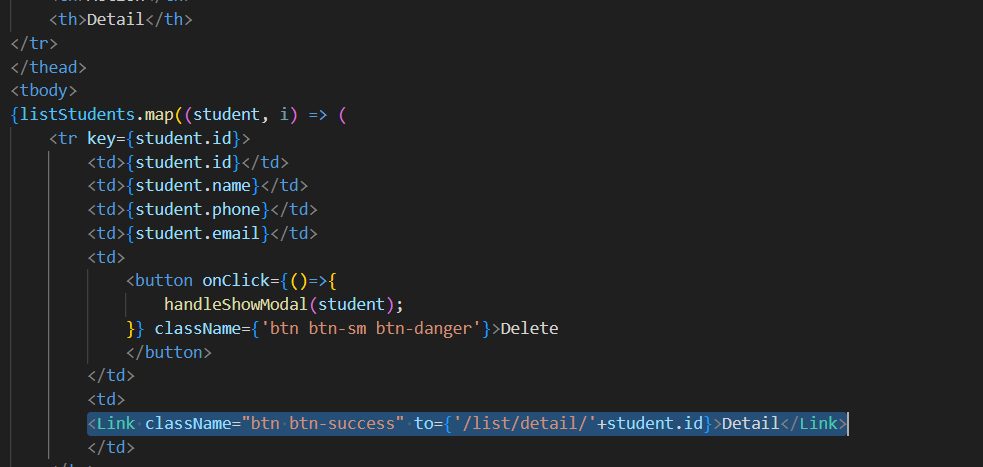 <th>Detail</th>
</tr>
</thead>
<tbody>
{listStudents.map((student, i) => (
<tr key={student.id}>
<td>{student.id}</td>
<td>{student.name}</td>
<td>{student.phone}</td>
<td>{student.email}</td>
<td>
<button onClick={()=>{
handleShowModal(student);
}} className={'btn btn-sm btn-danger'}>Delete
</button>
</td>
<td>
<Link className="btn btn-success" to={'/list/detail/'+student.id}>Detail</Link>
</td>